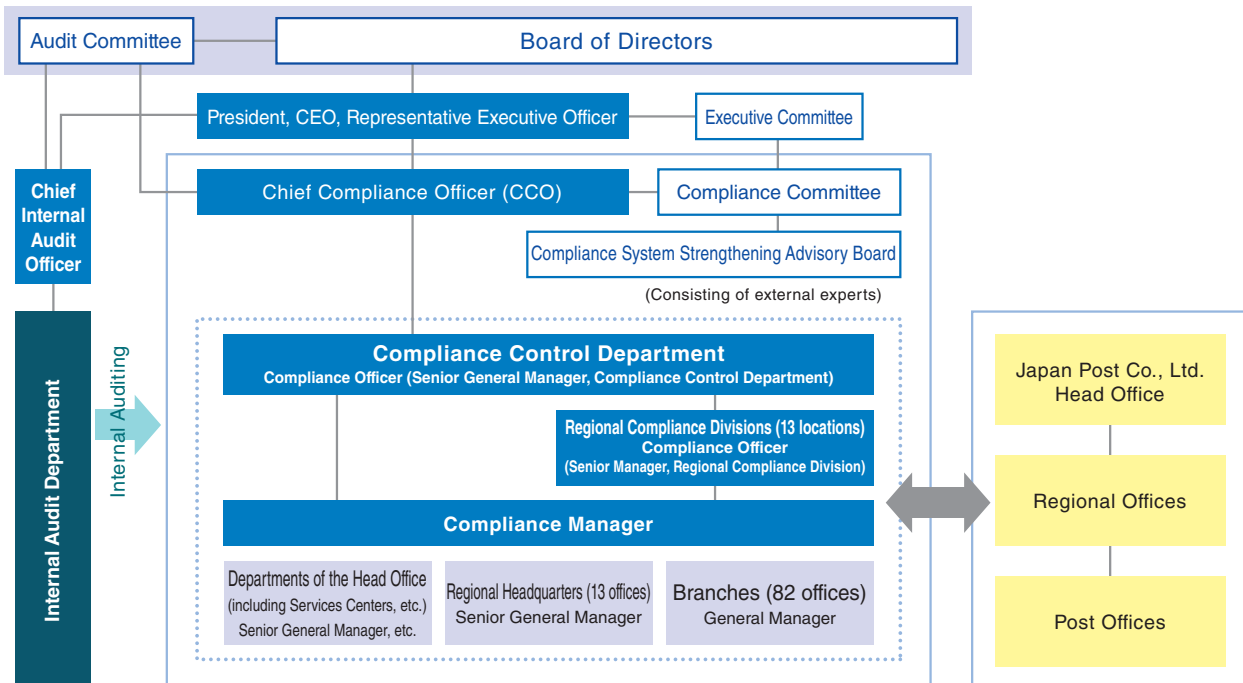 Audit Committee
Board of Directors
President, CEO, Representative Executive Officer
Executive Committee
Chief
Internal
Audit
Officer
Chief Compliance Officer (CCO)
Compliance Committee
Compliance System Strengthening Advisory Board
(Consisting of external experts)
Internal Audit Department
Internal Auditing
Compliance Control Department
Compliance Officer (Senior General Manager, Compliance Control Department)
Regional Compliance Divisions (13 locations)
Compliance Officer
(Senior Manager, Regional Compliance Division)
Compliance Manager
Departments of the Head Office
(including Services Centers, etc.)
Senior General Manager, etc.
Regional Headquarters (13 offices)
Senior General Manager
Branches (82 offices)
General Manager
Japan Post Co., Ltd.
Head Office
Regional Offices
Post Offices